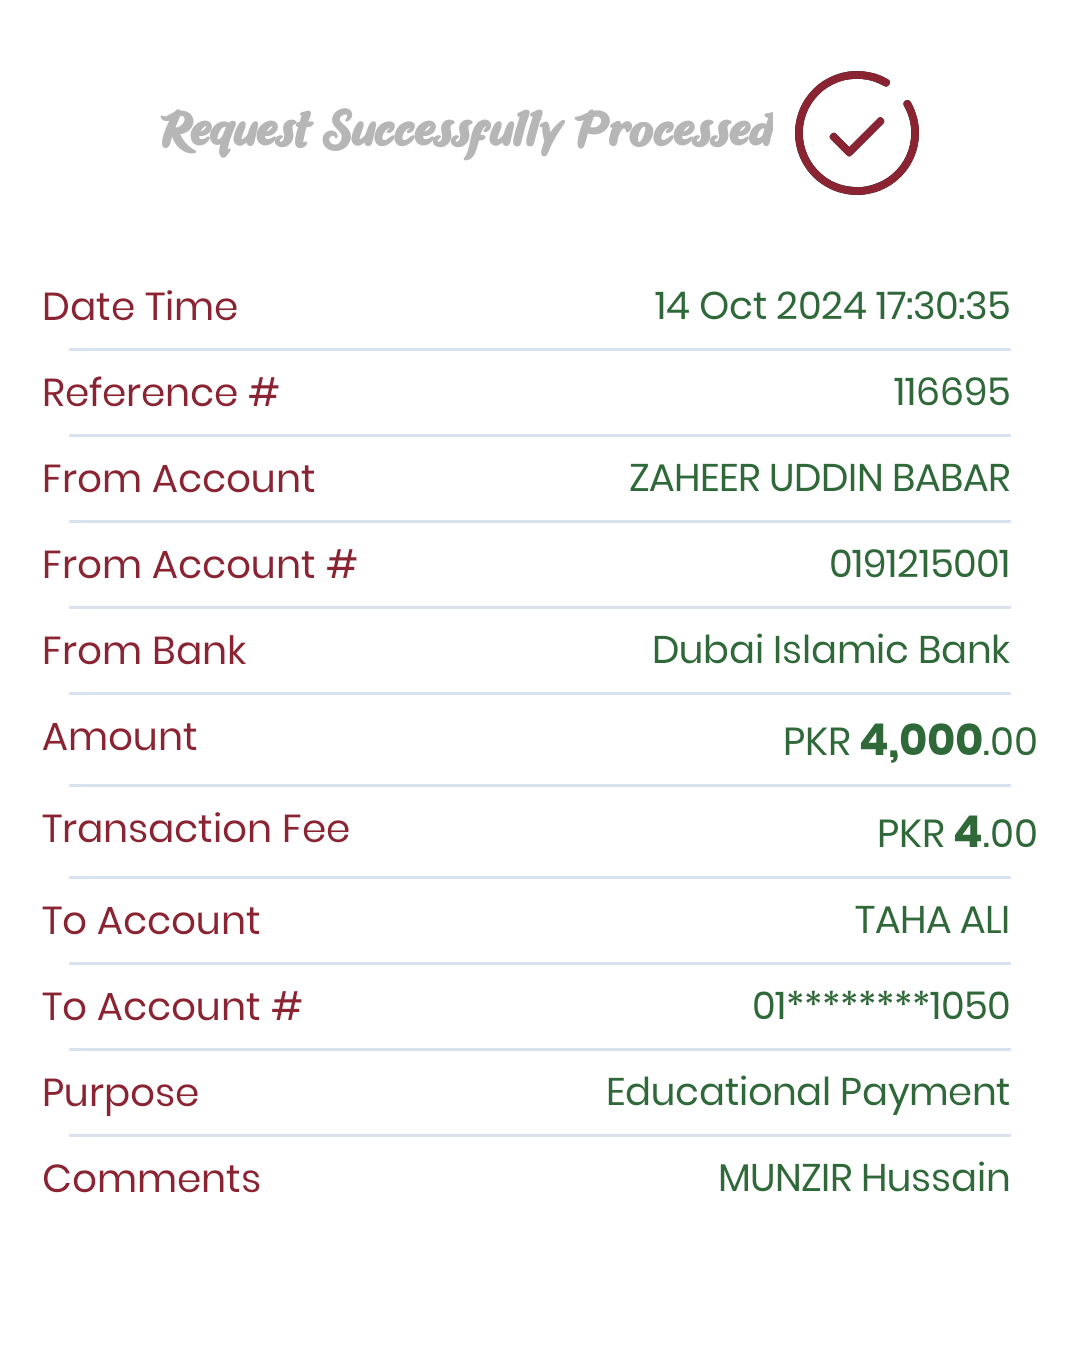 Request Successfully Processed
Date Time 14 Oct 2024 17:30:35
Reference # 116695
From Account ZAHEER UDDIN BABAR
From Account # 0191215001
From Bank Dubai Islamic Bank
Amount PKR 4,000.00
Transaction Fee PKR 4.00
To Account TAHA ALI
To Account # 01********1050
Purpose Educational Payment
Comments MUNZIR Hussain